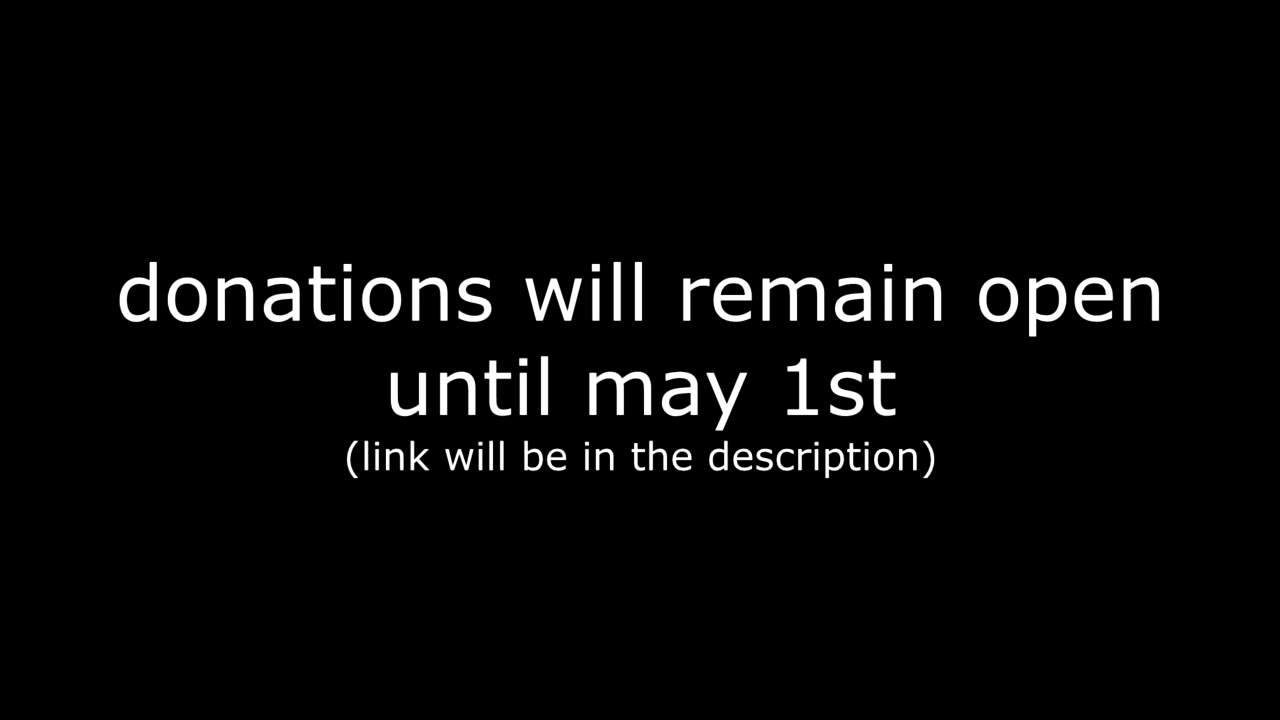 donations will remain open
until may 1st
(link will be in the description)